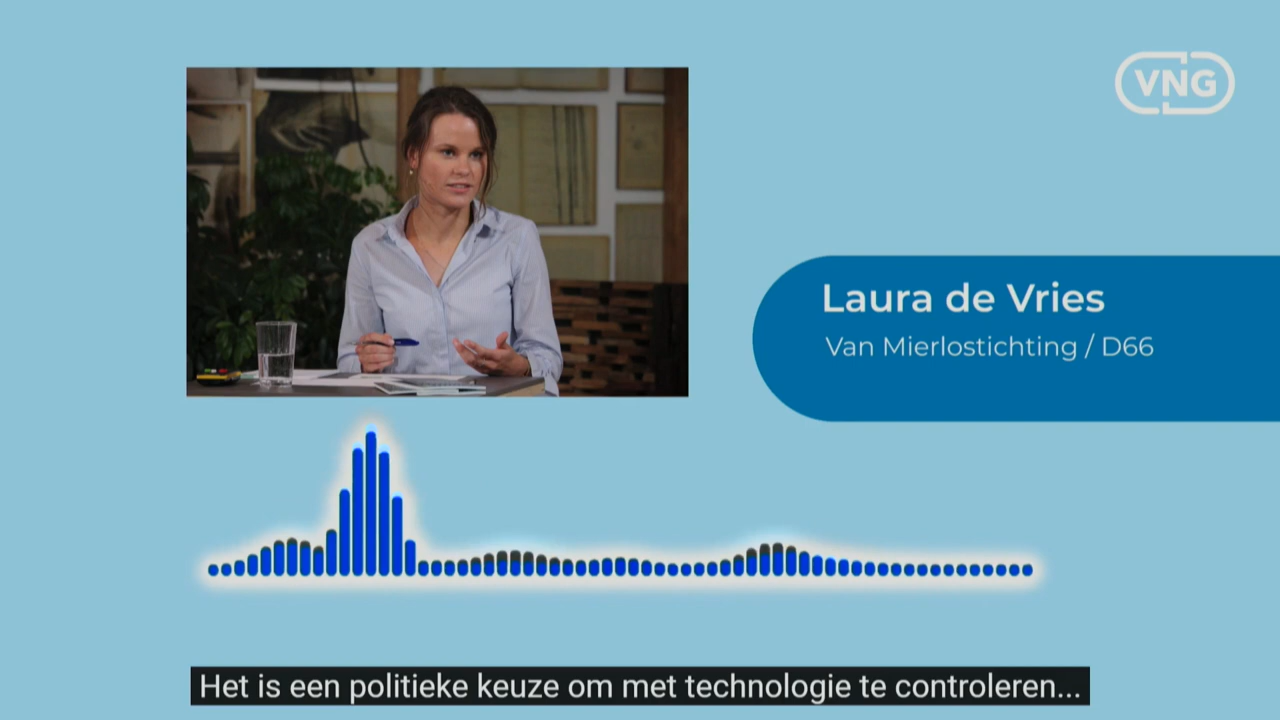 VNG
Laura de Vries
Van Mierlostichting / D66
Het is een politieke keuze om met technologie te controleren...